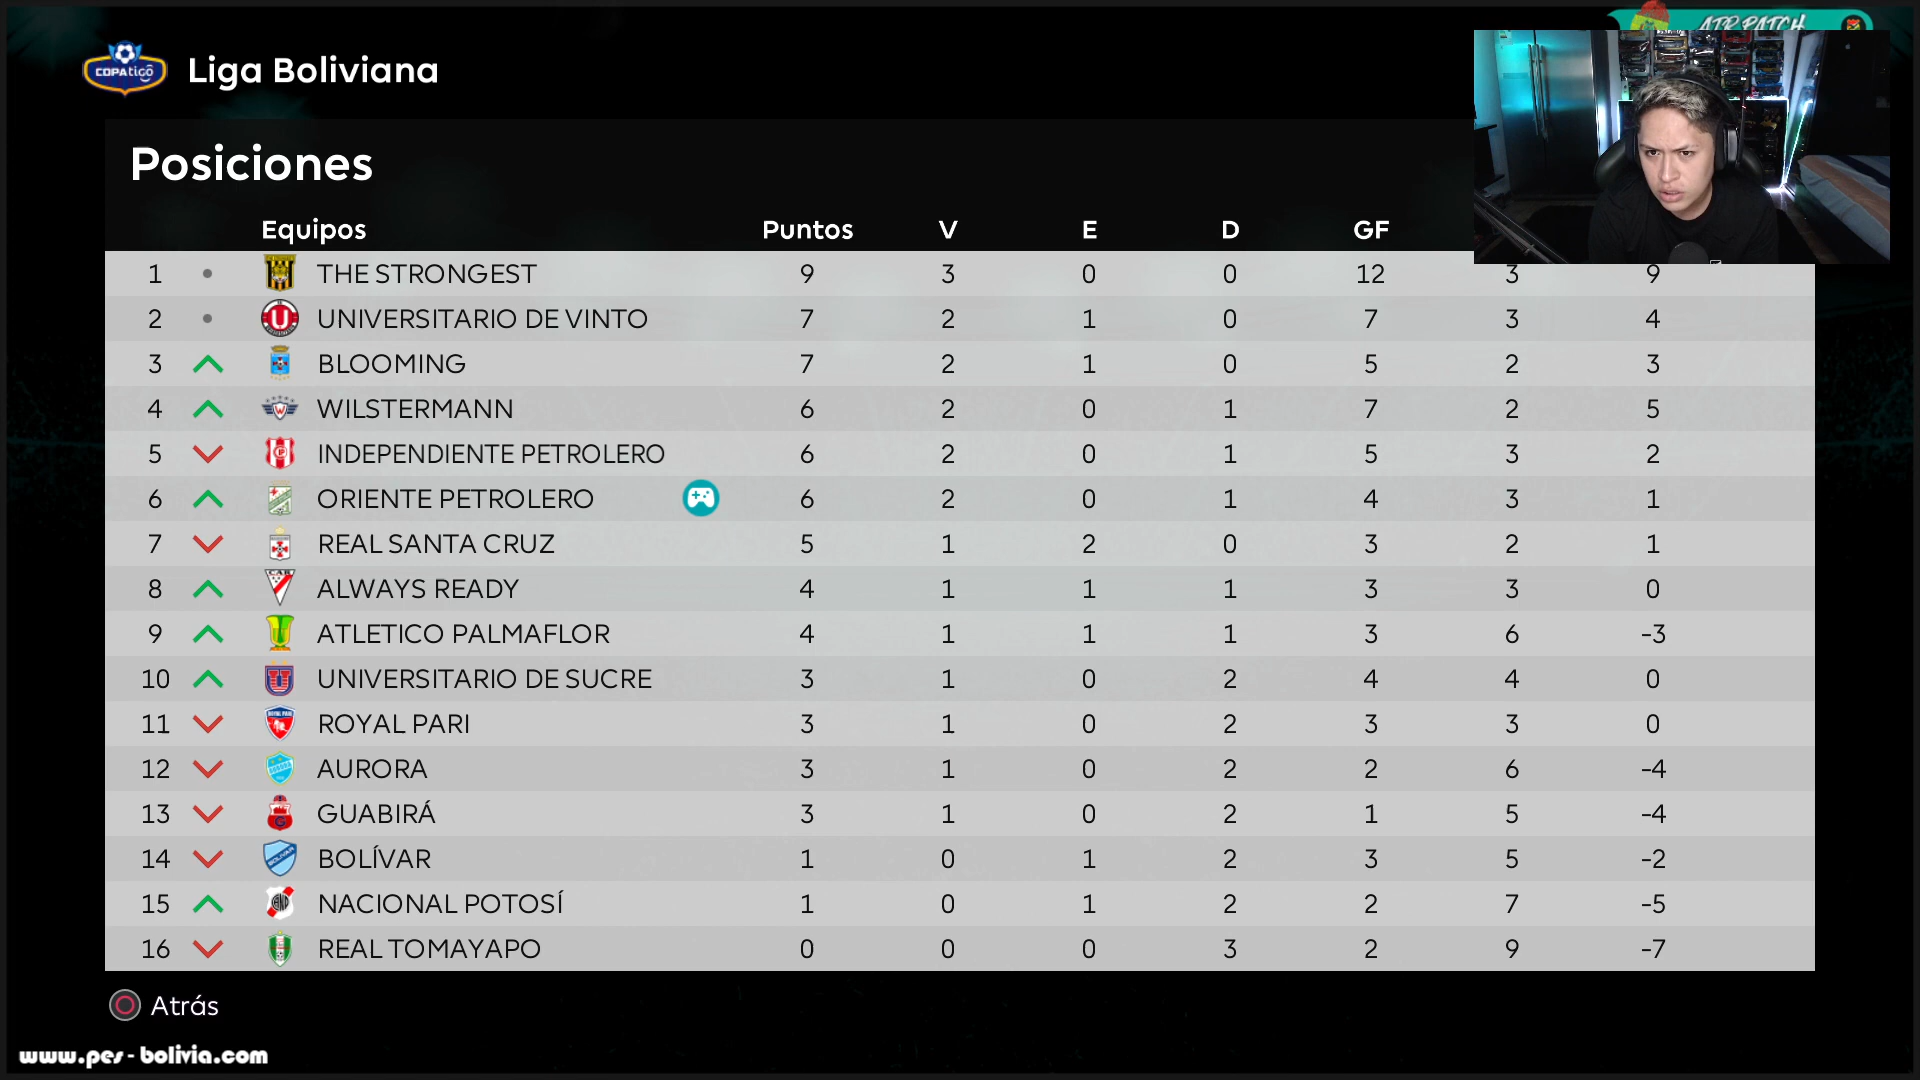 ATP PATCH
COPA tigo Liga Boliviana
Posiciones
Equipos Puntos V E D GF
1 THE STRONGEST 9 3 0 0 12 3 9
2 UNIVERSITARIO DE VINTO 7 2 1 0 7 3 4
3 BLOOMING 7 2 1 0 5 2 3
4 WILSTERMANN 6 2 0 1 7 2 5
5 INDEPENDIENTE PETROLERO 6 2 0 1 5 3 2
6 ORIENTE PETROLERO 6 2 0 1 4 3 1
7 REAL SANTA CRUZ 5 1 2 0 3 2 1
8 ALWAYS READY 4 1 1 1 3 3 0
9 ATLETICO PALMAFLOR 4 1 1 1 3 6 -3
10 UNIVERSITARIO DE SUCRE 3 1 0 2 4 4 0
11 ROYAL PARI 3 1 0 2 3 3 0
12 AURORA 3 1 0 2 2 6 -4
13 GUABIRÁ 3 1 0 2 1 5 -4
14 BOLÍVAR 1 0 1 2 3 5 -2
15 NACIONAL POTOSÍ 1 0 1 2 2 7 -5
16 REAL TOMAYAPO 0 0 0 3 2 9 -7
Atrás
www.pes-bolivia.com